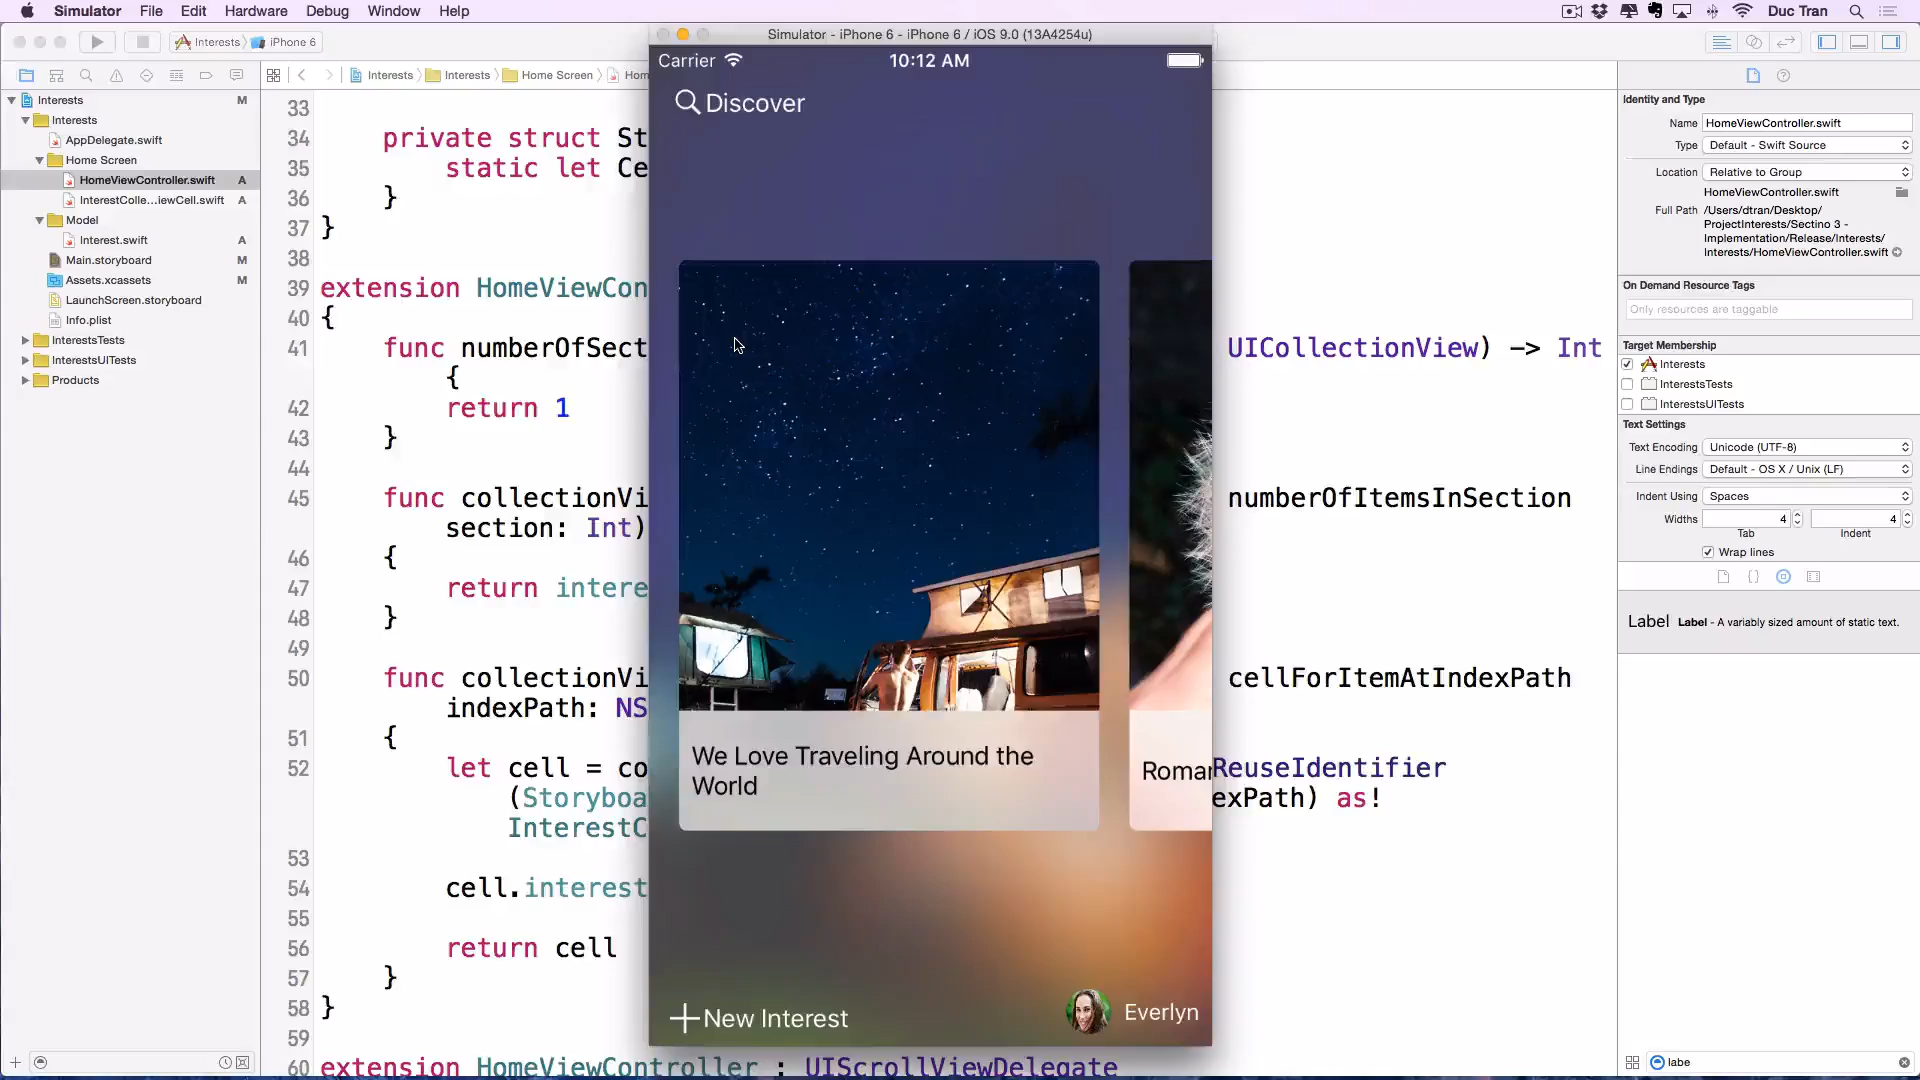 Simulator File Edit Hardware Debug Window Help Duc Tran
Simulator - iPhone 6 - iPhone 6 / iOS 9.0 (13A4254u)
Interests iPhone 6
Interests Interests Home Screen Hom
Interests M
Interests
AppDelegate.swift
Home Screen
HomeViewController.swift A
InterestColle...iewCell.swift A
Model
Interest.swift A
Main.storyboard M
Assets.xcassets M
LaunchScreen.storyboard
Info.plist
InterestsTests
InterestsUITests
Products
33
34 private struct St
35 static let Ce
36 }
37 }
38
39 extension HomeViewCon
40 {
41 func numberOfSect UICollectionView) -> Int
{
42 return 1
43 }
44
45 func collectionVi numberOfItemsInSection
section: Int)
46 {
47 return intere
48 }
49
50 func collectionVi cellForItemAtIndexPath
indexPath: NS
51 {
52 let cell = co ReuseIdentifier
(Storyboa exPath) as!
InterestC
53
54 cell.interest
55
56 return cell
57 }
58 }
59
60 extension HomeViewController : UIScrollViewDelegate
Carrier 10:12 AM
Discover
We Love Traveling Around the
World
Roman
New Interest
Everlyn
Identity and Type
Name HomeViewController.swift
Type Default - Swift Source
Location Relative to Group
HomeViewController.swift
Full Path /Users/dtran/Desktop/
ProjectInterests/Sectino 3 -
Implementation/Release/Interests/
Interests/HomeViewController.swift
On Demand Resource Tags
Only resources are taggable
Target Membership
Interests
InterestsTests
InterestsUITests
Text Settings
Text Encoding Unicode (UTF-8)
Line Endings Default - OS X / Unix (LF)
Indent Using Spaces
Widths 4 4
Tab Indent
Wrap lines
Label Label - A variably sized amount of static text.
labe